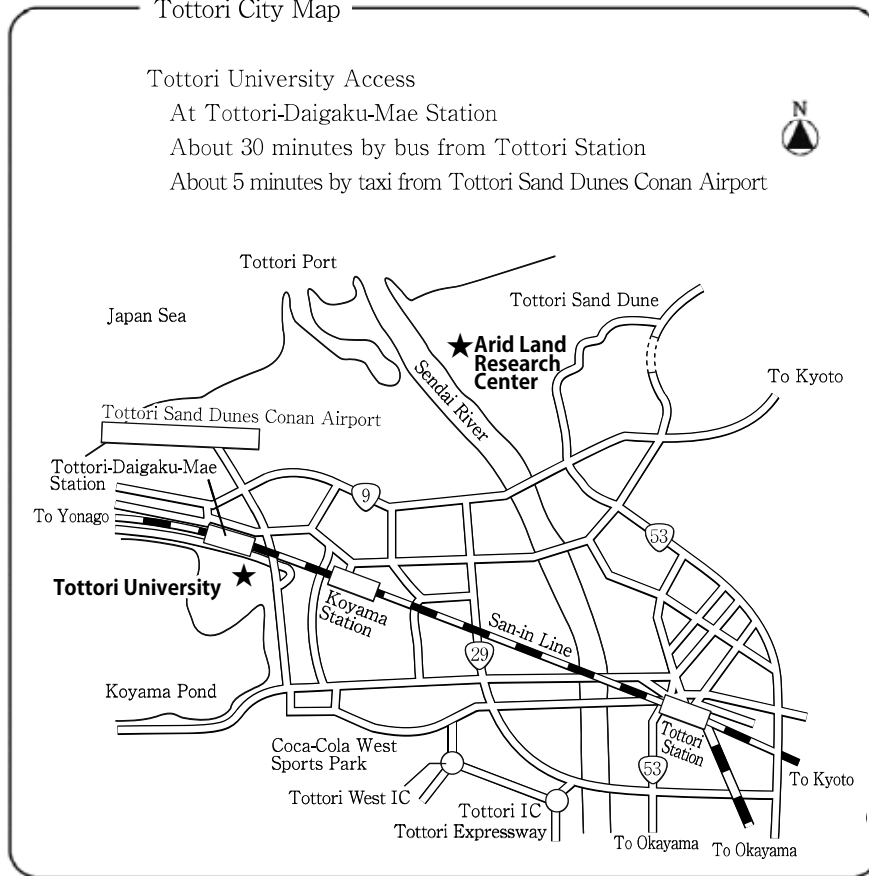 Tottori City Map
Tottori University Access
At Tottori-Daigaku-Mae Station
About 30 minutes by bus from Tottori Station
About 5 minutes by taxi from Tottori Sand Dunes Conan Airport
N
Tottori Port
Japan Sea
Tottori Sand Dune
Arid Land
Research
Center
Sendai River
To Kyoto
Tottori Sand Dunes Conan Airport
Tottori-Daigaku-Mae
Station
9
To Yonago
53
Tottori University
Koyama
Station
San-in Line
29
Koyama Pond
Tottori
Station
Coca-Cola West
Sports Park
53
To Kyoto
Tottori West IC
Tottori IC
Tottori Expressway
To Okayama
To Okayama